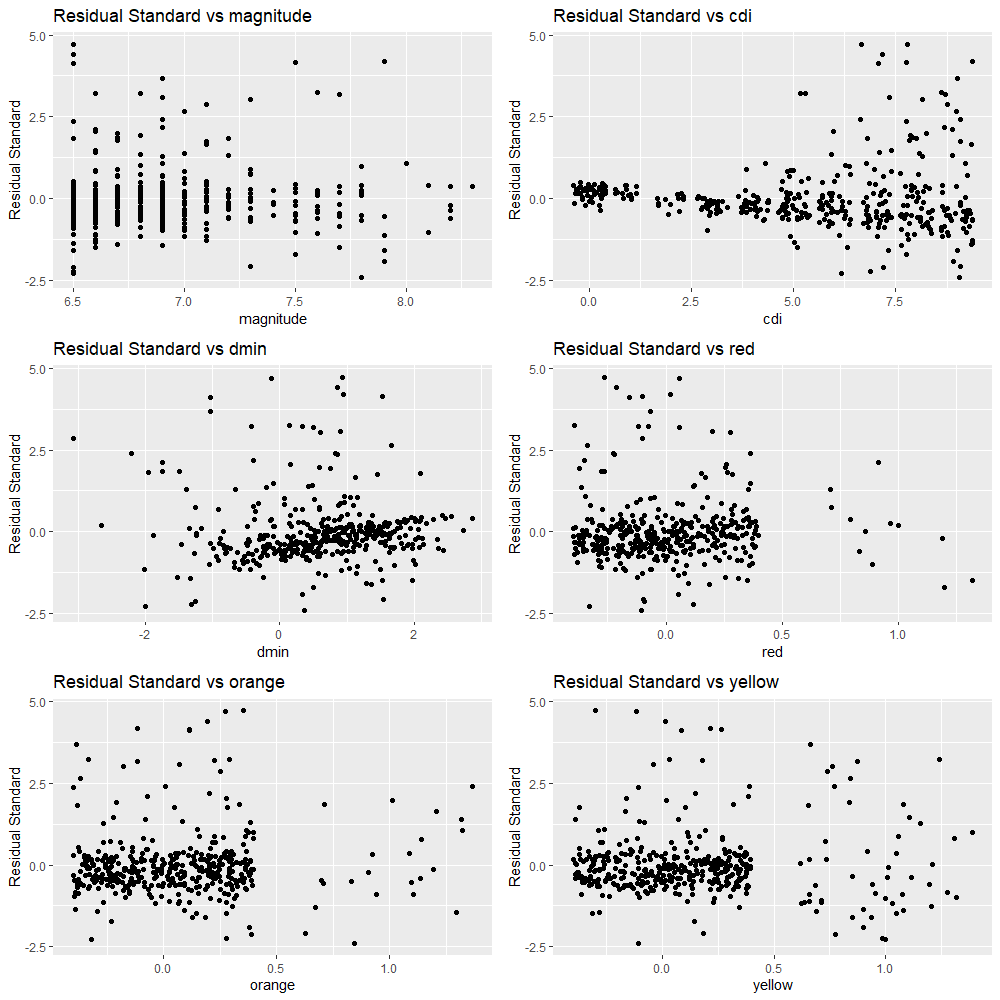 Residual Standard vs magnitude
5.0
2.5
0.0
-2.5
Residual Standard
6.5 7.0 7.5 8.0
magnitude
Residual Standard vs cdi
5.0
2.5
0.0
-2.5
Residual Standard
0.0 2.5 5.0 7.5
cdi
Residual Standard vs dmin
5.0
2.5
0.0
-2.5
Residual Standard
-2 0 2
dmin
Residual Standard vs red
5.0
2.5
0.0
-2.5
Residual Standard
0.0 0.5 1.0
red
Residual Standard vs orange
5.0
2.5
0.0
-2.5
Residual Standard
0.0 0.5 1.0
orange
Residual Standard vs yellow
5.0
2.5
0.0
-2.5
Residual Standard
0.0 0.5 1.0
yellow